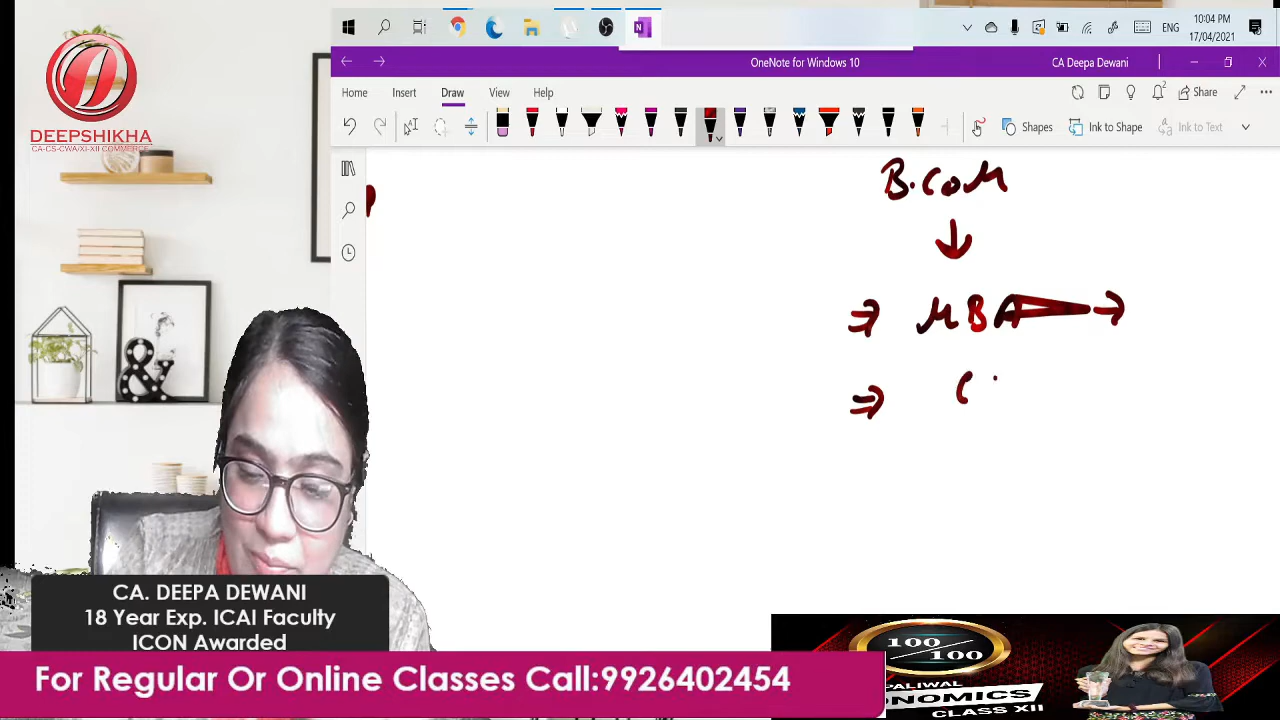 DEEPSHIKHA
CA-CS-CWA/XI-XII COMMERCE
ENG
10:04 PM
17/04/2021
OneNote for Windows 10
CA Deepa Dewani
Home Insert Draw View Help
Share
Shapes Ink to Shape Ink to Text
B.COM
↓
⇒ MBA →
⇒ C
&
CA. DEEPA DEWANI
18 Year Exp. ICAI Faculty
ICON Awarded
For Regular Or Online Classes Call:9926402454
100
100
PALIWAL
ONOMICS
CLASS XII